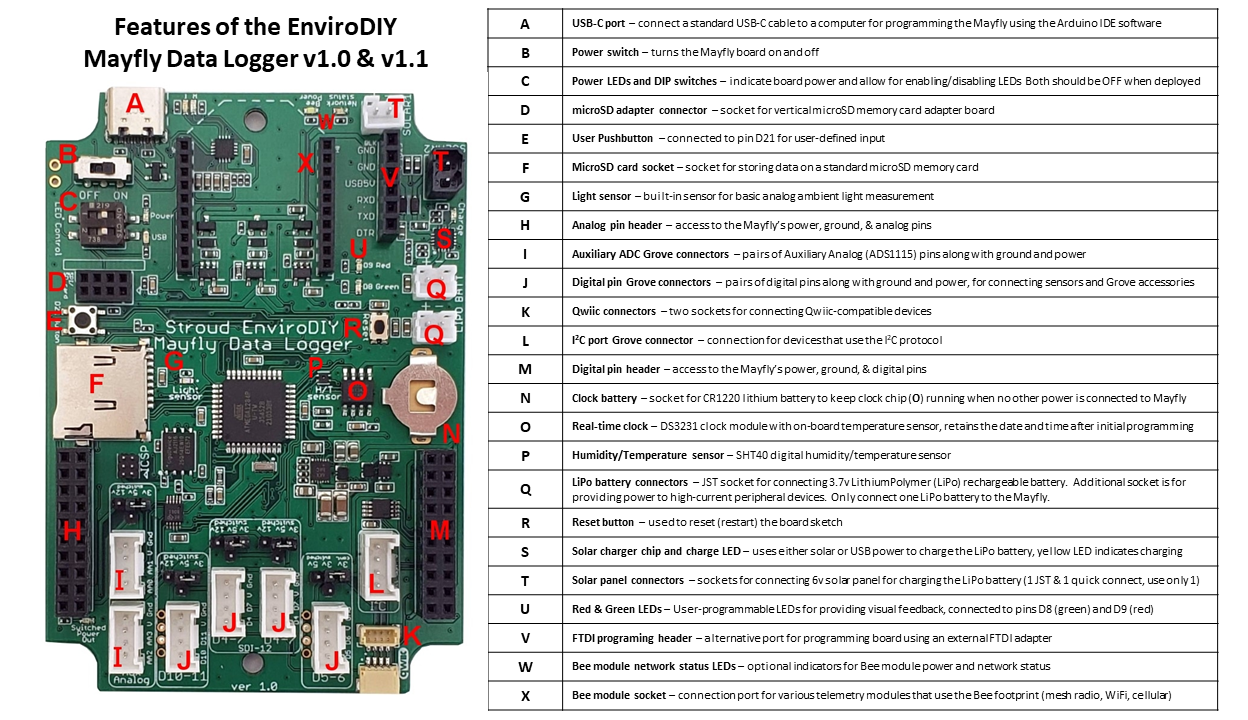 Features of the EnviroDIY
Mayfly Data Logger v1.0 & v1.1
A USB-C port – connect a standard USB-C cable to a computer for programming the Mayfly using the Arduino IDE software
B Power switch – turns the Mayfly board on and off
C Power LEDs and DIP switches – indicate board power and allow for enabling/disabling LEDs Both should be OFF when deployed
D microSD adapter connector – socket for vertical microSD memory card adapter board
E User Pushbutton – connected to pin D21 for user-defined input
F MicroSD card socket – socket for storing data on a standard microSD memory card
G Light sensor – built-in sensor for basic analog ambient light measurement
H Analog pin header – access to the Mayfly's power, ground, & analog pins
I Auxiliary ADC Grove connectors – pairs of Auxiliary Analog (ADS1115) pins along with ground and power
J Digital pin Grove connectors – pairs of digital pins along with ground and power, for connecting sensors and Grove accessories
K Qwiic connectors – two sockets for connecting Qwiic-compatible devices
L I²C port Grove connector – connection for devices that use the I²C protocol
M Digital pin header – access to the Mayfly's power, ground, & digital pins
N Clock battery – socket for CR1220 lithium battery to keep clock chip (O) running when no other power is connected to Mayfly
O Real-time clock – DS3231 clock module with on-board temperature sensor, retains the date and time after initial programming
P Humidity/Temperature sensor – SHT40 digital humidity/temperature sensor
Q LiPo battery connectors – JST socket for connecting 3.7v LithiumPolymer (LiPo) rechargeable battery. Additional socket is for
providing power to high-current peripheral devices. Only connect one LiPo battery to the Mayfly.
R Reset button – used to reset (restart) the board sketch
S Solar charger chip and charge LED – uses either solar or USB power to charge the LiPo battery, yellow LED indicates charging
T Solar panel connectors – sockets for connecting 6v solar panel for charging the LiPo battery (1 JST & 1 quick connect, use only 1)
U Red & Green LEDs – User-programmable LEDs for providing visual feedback, connected to pins D8 (green) and D9 (red)
V FTDI programing header – alternative port for programming board using an external FTDI adapter
W Bee module network status LEDs – optional indicators for Bee module power and network status
X Bee module socket – connection port for various telemetry modules that use the Bee footprint (mesh radio, WiFi, cellular)
A
T
W
B
X
V
T
GND
GND
USB5V
RXD
TXD
DTR
OFF ON
C
Power
USB
LED Control
S
U
D9 Red
D8 Green
D
Q
LIPO BATT
E
Stroud EnviroDIY
Mayfly Data Logger
R
Reset
Q
G
Light
sensor
P
H/T
sensor
O
F
N
ICSP
H
M
I
L
J
J
SDI-12
K
Switched
Power
Out
I
Analog
J
D10-11
J
D5-6
ver 1.0